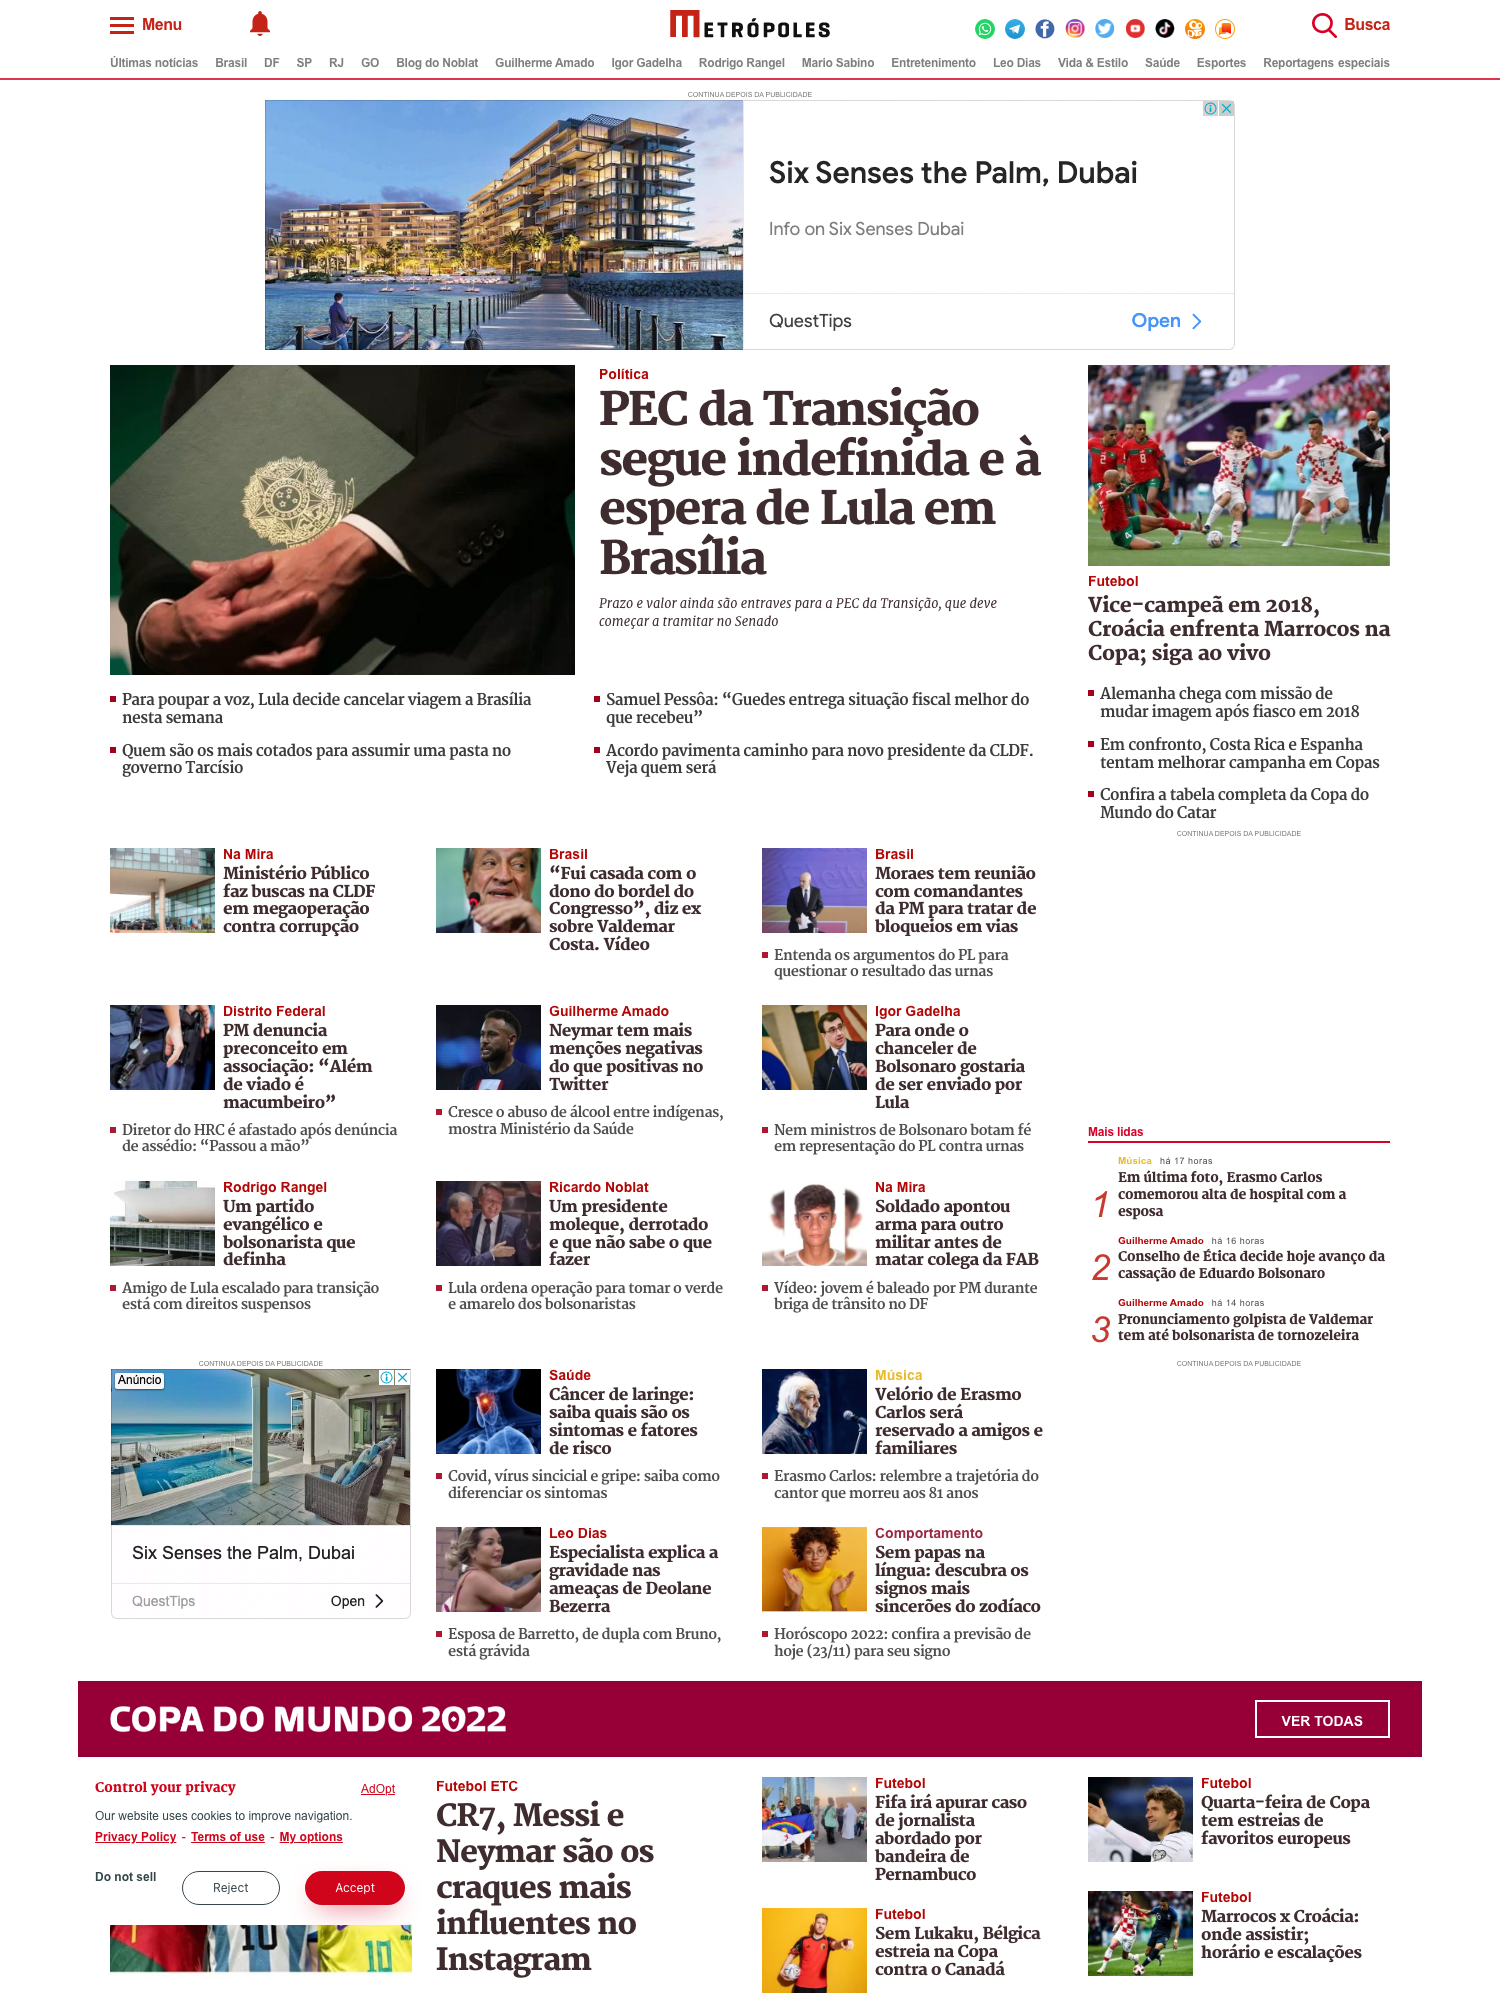 Menu
METRÓPOLES
Busca
Últimas notícias Brasil DF SP RJ GO Blog do Noblat Guilherme Amado Igor Gadelha Rodrigo Rangel Mario Sabino Entretenimento Leo Dias Vida & Estilo Saúde Esportes Reportagens especiais
CONTINUA DEPOIS DA PUBLICIDADE
Six Senses the Palm, Dubai
Info on Six Senses Dubai
QuestTips
Open
Política
PEC da Transição
segue indefinida e à
espera de Lula em
Brasília
Prazo e valor ainda são entraves para a PEC da Transição, que deve
começar a tramitar no Senado
Para poupar a voz, Lula decide cancelar viagem a Brasília
nesta semana
Quem são os mais cotados para assumir uma pasta no
governo Tarcísio
Samuel Pessôa: “Guedes entrega situação fiscal melhor do
que recebeu”
Acordo pavimenta caminho para novo presidente da CLDF.
Veja quem será
Futebol
Vice-campeã em 2018,
Croácia enfrenta Marrocos na
Copa; siga ao vivo
Alemanha chega com missão de
mudar imagem após fiasco em 2018
Em confronto, Costa Rica e Espanha
tentam melhorar campanha em Copas
Confira a tabela completa da Copa do
Mundo do Catar
CONTINUA DEPOIS DA PUBLICIDADE
Na Mira
Ministério Público
faz buscas na CLDF
em megaoperação
contra corrupção
Brasil
“Fui casada com o
dono do bordel do
Congresso”, diz ex
sobre Valdemar
Costa. Vídeo
Brasil
Moraes tem reunião
com comandantes
da PM para tratar de
bloqueios em vias
Entenda os argumentos do PL para
questionar o resultado das urnas
Distrito Federal
PM denuncia
preconceito em
associação: “Além
de viado é
macumbeiro”
Diretor do HRC é afastado após denúncia
de assédio: “Passou a mão”
Guilherme Amado
Neymar tem mais
menções negativas
do que positivas no
Twitter
Cresce o abuso de álcool entre indígenas,
mostra Ministério da Saúde
Igor Gadelha
Para onde o
chanceler de
Bolsonaro gostaria
de ser enviado por
Lula
Nem ministros de Bolsonaro botam fé
em representação do PL contra urnas
Rodrigo Rangel
Um partido
evangélico e
bolsonarista que
definha
Amigo de Lula escalado para transição
está com direitos suspensos
Ricardo Noblat
Um presidente
moleque, derrotado
e que não sabe o que
fazer
Lula ordena operação para tomar o verde
e amarelo dos bolsonaristas
Na Mira
Soldado apontou
arma para outro
militar antes de
matar colega da FAB
Vídeo: jovem é baleado por PM durante
briga de trânsito no DF
Mais lidas
Música há 17 horas
1 Em última foto, Erasmo Carlos
comemorou alta de hospital com a
esposa
Guilherme Amado há 16 horas
2 Conselho de Ética decide hoje avanço da
cassação de Eduardo Bolsonaro
Guilherme Amado há 14 horas
3 Pronunciamento golpista de Valdemar
tem até bolsonarista de tornozeleira
CONTINUA DEPOIS DA PUBLICIDADE
CONTINUA DEPOIS DA PUBLICIDADE
Anúncio
Six Senses the Palm, Dubai
QuestTips
Open
Saúde
Câncer de laringe:
saiba quais são os
sintomas e fatores
de risco
Covid, vírus sincicial e gripe: saiba como
diferenciar os sintomas
Música
Velório de Erasmo
Carlos será
reservado a amigos e
familiares
Erasmo Carlos: relembre a trajetória do
cantor que morreu aos 81 anos
Leo Dias
Especialista explica a
gravidade nas
ameaças de Deolane
Bezerra
Esposa de Barretto, de dupla com Bruno,
está grávida
Comportamento
Sem papas na
língua: descubra os
signos mais
sincerões do zodíaco
Horóscopo 2022: confira a previsão de
hoje (23/11) para seu signo
COPA DO MUNDO 2022
VER TODAS
Control your privacy
AdOpt
Our website uses cookies to improve navigation.
Privacy Policy - Terms of use - My options
Do not sell
Reject
Accept
10
10
Futebol ETC
CR7, Messi e
Neymar são os
craques mais
influentes no
Instagram
Futebol
Fifa irá apurar caso
de jornalista
abordado por
bandeira de
Pernambuco
Futebol
Sem Lukaku, Bélgica
estreia na Copa
contra o Canadá
Futebol
Quarta-feira de Copa
tem estreias de
favoritos europeus
Futebol
Marrocos x Croácia:
onde assistir;
horário e escalações